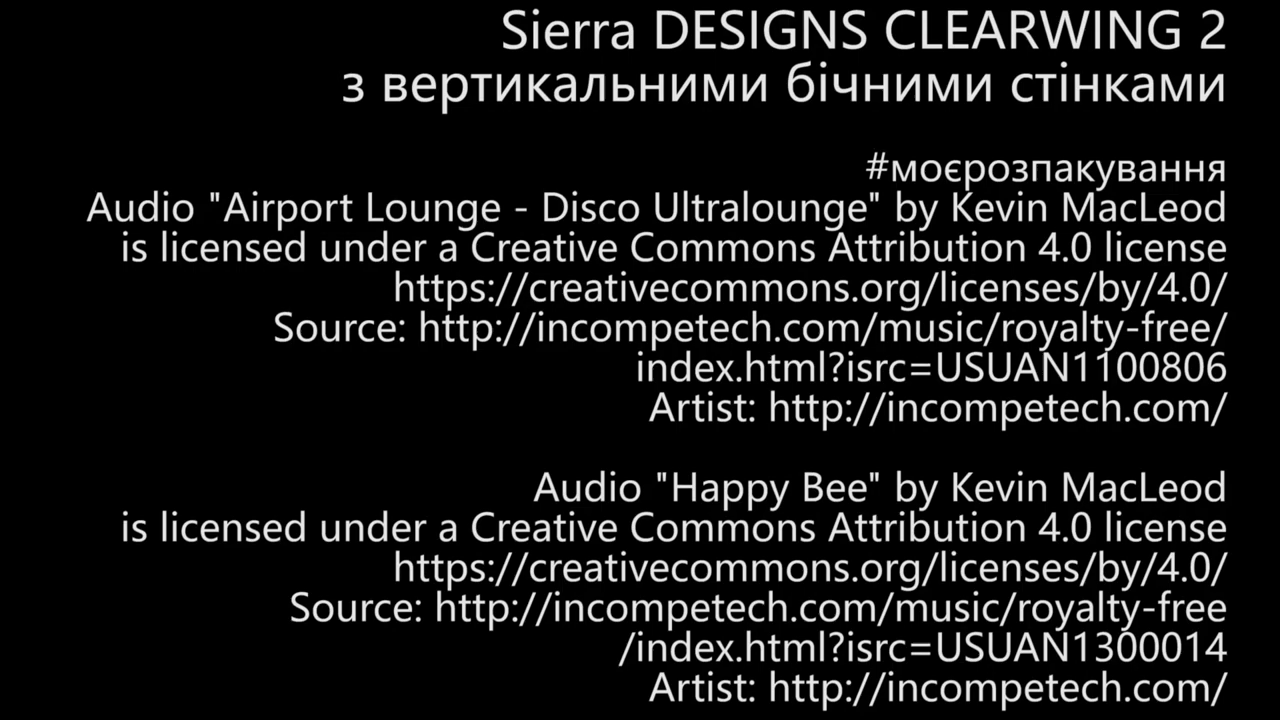 Sierra DESIGNS CLEARWING 2
з вертикальними бічними стінками
#моєрозпакування
Audio "Airport Lounge - Disco Ultralounge" by Kevin MacLeod
is licensed under a Creative Commons Attribution 4.0 license
https://creativecommons.org/licenses/by/4.0/
Source: http://incompetech.com/music/royalty-free/
index.html?isrc=USUAN1100806
Artist: http://incompetech.com/
Audio "Happy Bee" by Kevin MacLeod
is licensed under a Creative Commons Attribution 4.0 license
https://creativecommons.org/licenses/by/4.0/
Source: http://incompetech.com/music/royalty-free
/index.html?isrc=USUAN1300014
Artist: http://incompetech.com/